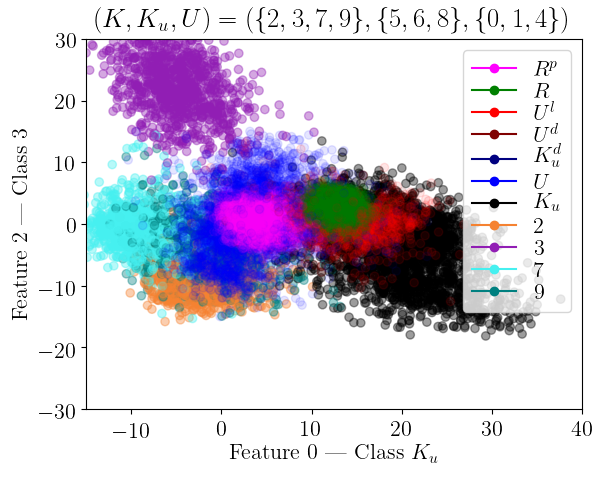 (K, K_u, U) = ({2, 3, 7, 9}, {5, 6, 8}, {0, 1, 4})
R^p
R
U^l
U^d
K_u^d
U
K_u
2
3
7
9
30
20
10
0
−10
−20
−30
Feature 2 — Class 3
−10 0 10 20 30 40
Feature 0 — Class K_u